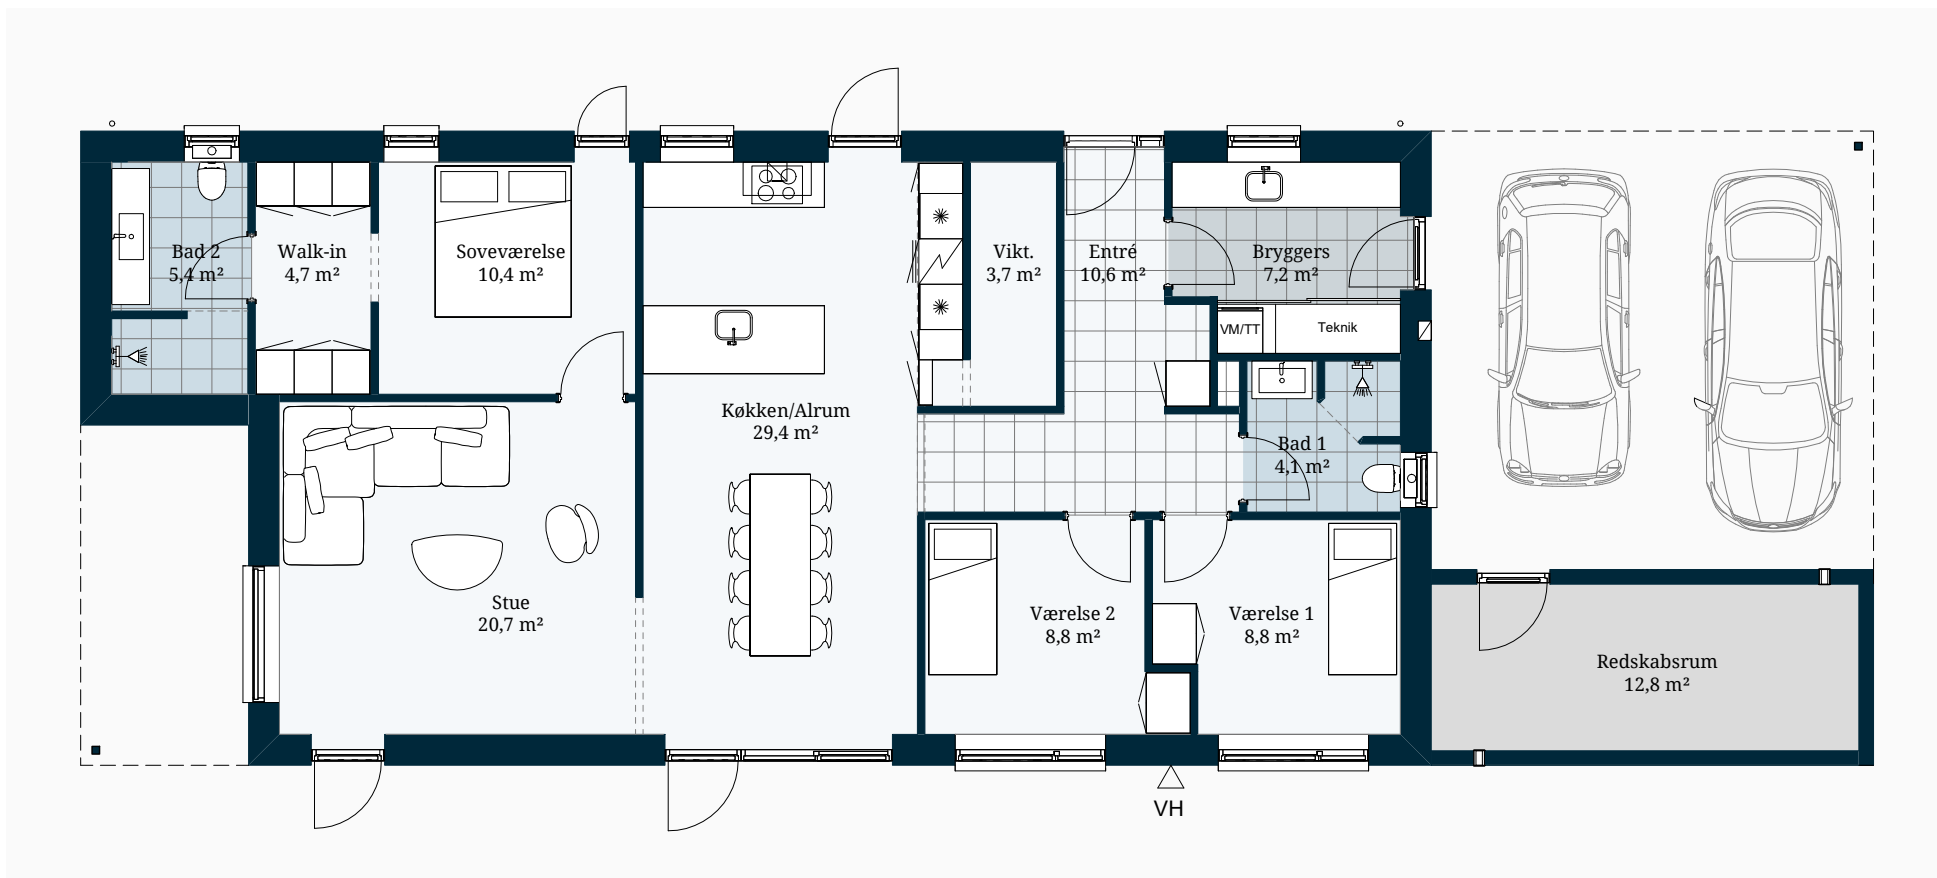 Bad 2
5,4 m²
Walk-in
4,7 m²
Soveværelse
10,4 m²
Vikt.
3,7 m²
Entré
10,6 m²
Bryggers
7,2 m²
VM/TT
Teknik
Køkken/Alrum
29,4 m²
Bad 1
4,1 m²
Stue
20,7 m²
Værelse 2
8,8 m²
Værelse 1
8,8 m²
Redskabsrum
12,8 m²
VH